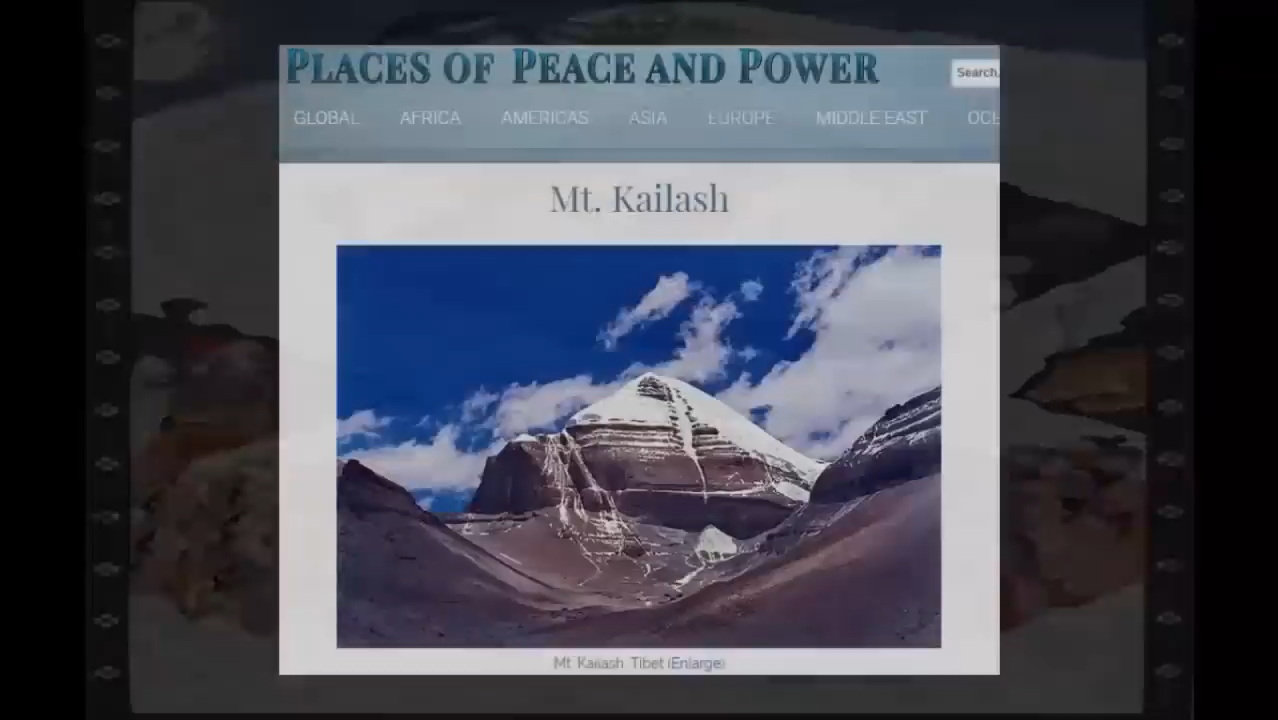 PLACES OF PEACE AND POWER
Search
GLOBAL AFRICA AMERICAS ASIA EUROPE MIDDLE EAST OCE
Mt. Kailash
Mt Kailash Tibet (Enlarge)